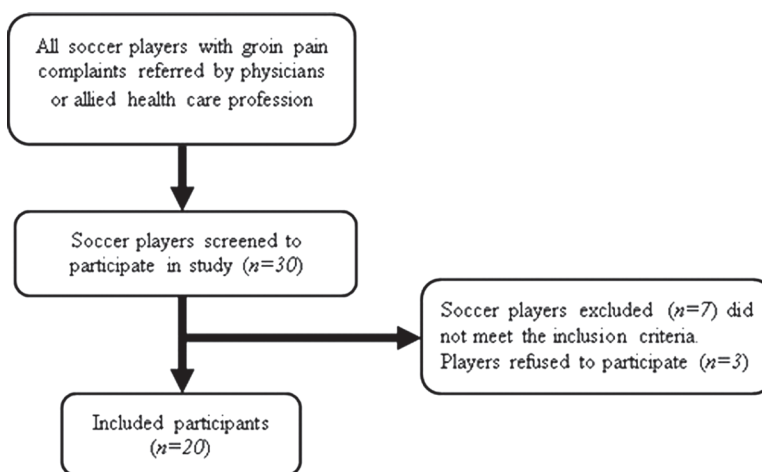 All soccer players with groin pain
complaints referred by physicians
or allied health care profession
Soccer players screened to
participate in study (n=30)
Soccer players excluded (n=7) did
not meet the inclusion criteria.
Players refused to participate (n=3)
Included participants
(n=20)